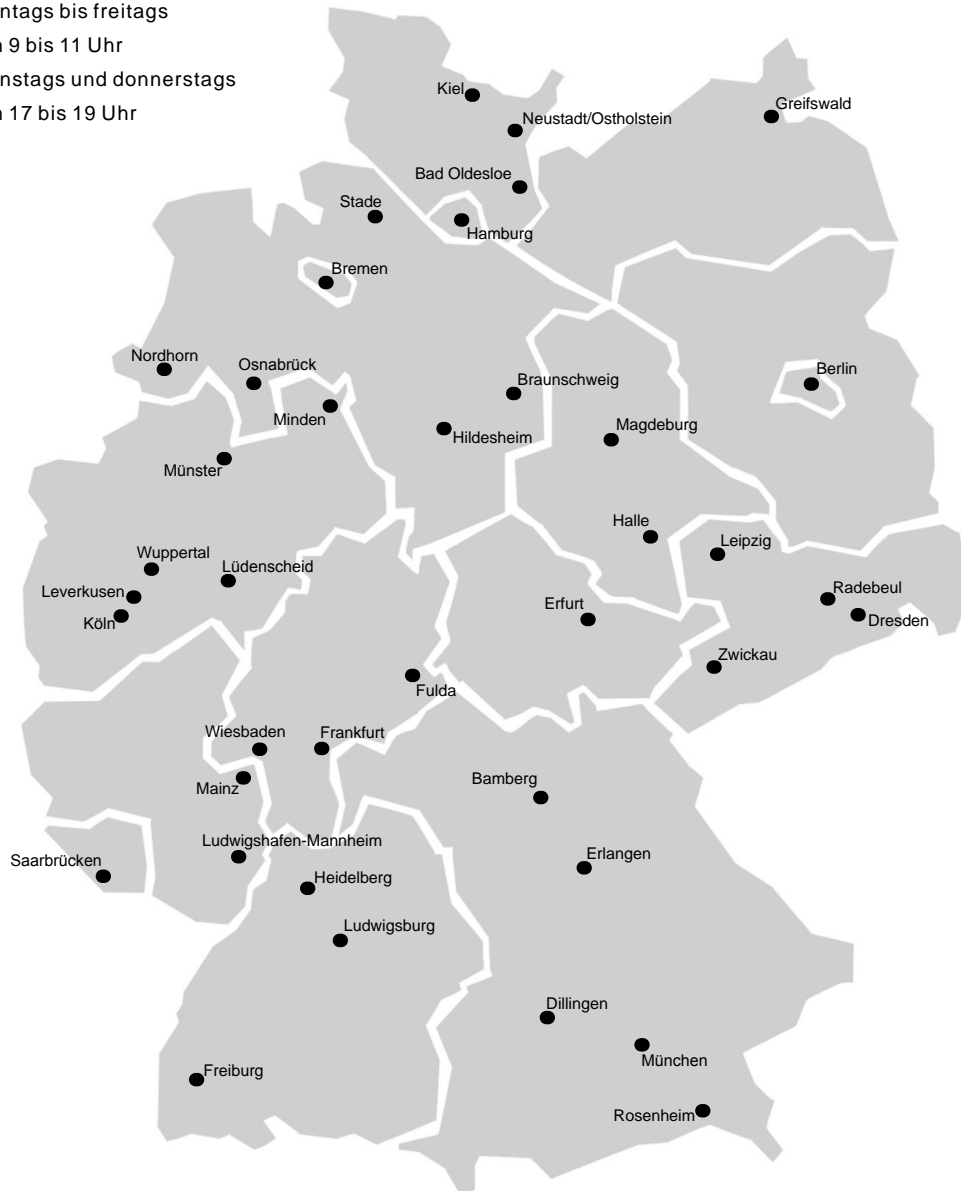 ntags bis freitags
9 bis 11 Uhr
nstags und donnerstags
17 bis 19 Uhr
Kiel
Greifswald
Neustadt/Ostholstein
Bad Oldesloe
Stade
Hamburg
Bremen
Nordhorn
Osnabrück
Berlin
Braunschweig
Minden
Magdeburg
Hildesheim
Münster
Halle
Leipzig
Wuppertal
Lüdenscheid
Leverkusen
Radebeul
Erfurt
Köln
Dresden
Zwickau
Fulda
Wiesbaden
Frankfurt
Bamberg
Mainz
Ludwigshafen-Mannheim
Erlangen
Saarbrücken
Heidelberg
Ludwigsburg
Dillingen
München
Freiburg
Rosenheim